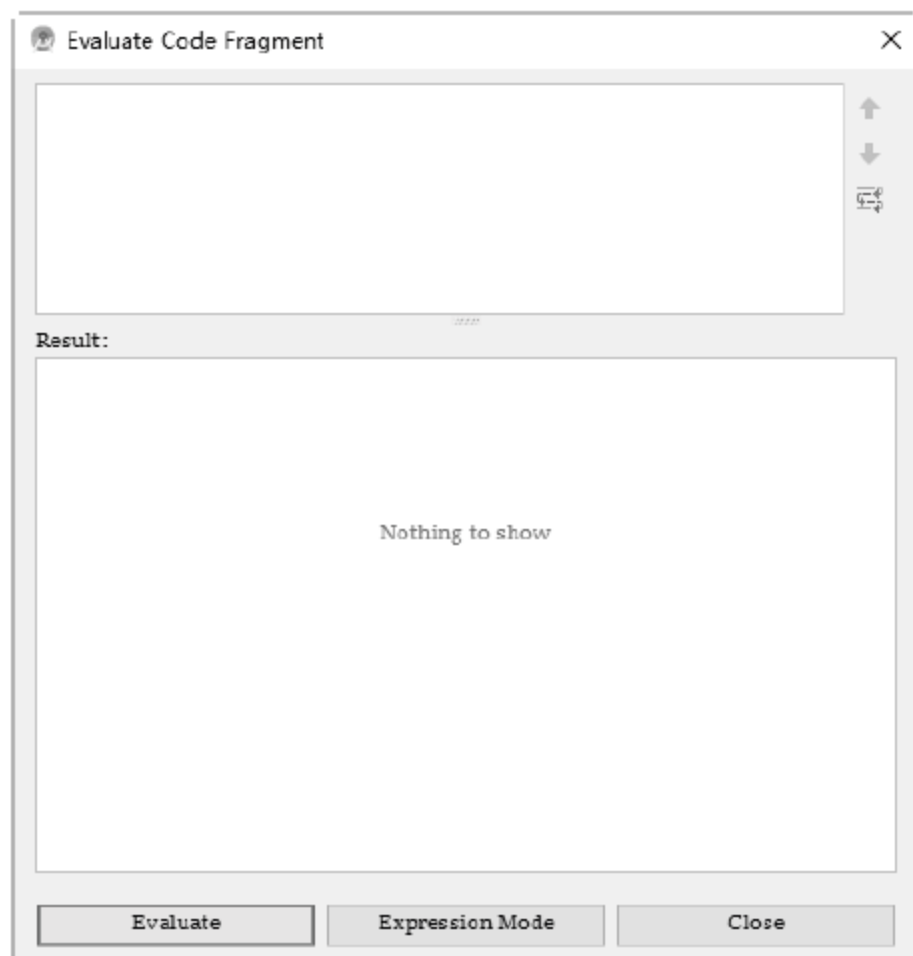 Evaluate Code Fragment
Result:
Nothing to show
Evaluate
Expression Mode
Close